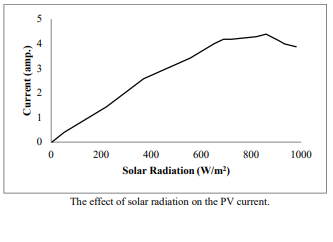 5
4
3
2
1
0
Current (amp.)
0 200 400 600 800 1000
Solar Radiation (W/m²)
The effect of solar radiation on the PV current.